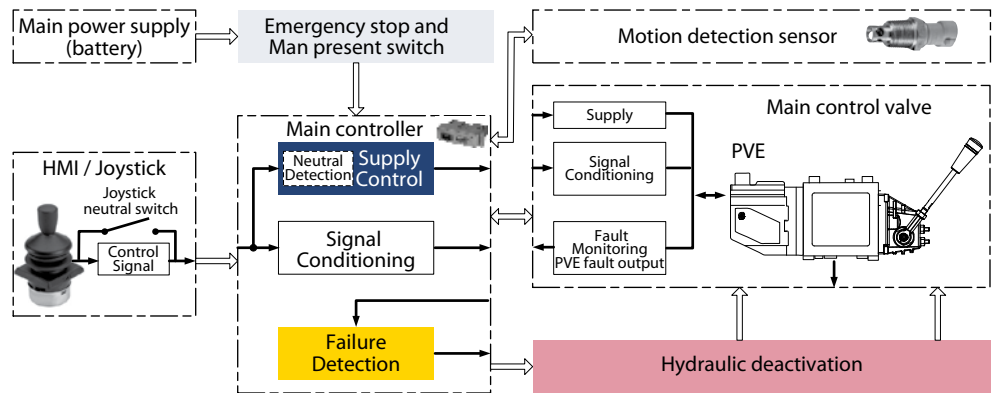 Main power supply
(battery)
Emergency stop and
Man present switch
Motion detection sensor
Main controller
Neutral
Detection
Supply
Control
Signal
Conditioning
Failure
Detection
HMI / Joystick
Joystick
neutral switch
Control
Signal
Main control valve
Supply
Signal
Conditioning
Fault
Monitoring
PVE fault output
PVE
Hydraulic deactivation